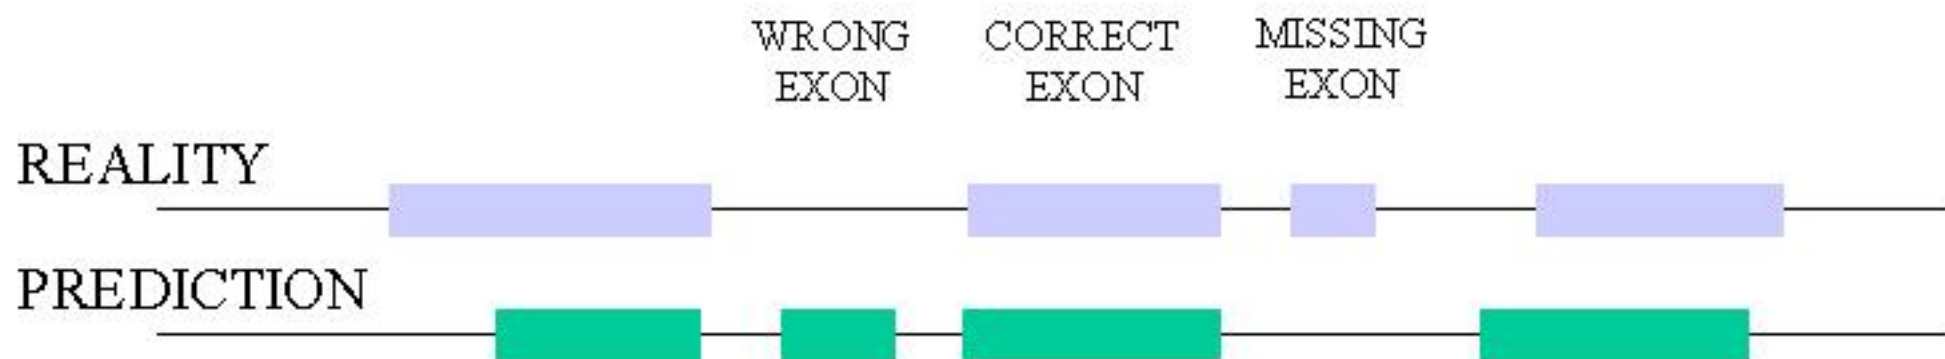 WRONG
EXON
CORRECT
EXON
MISSING
EXON
REALITY
PREDICTION